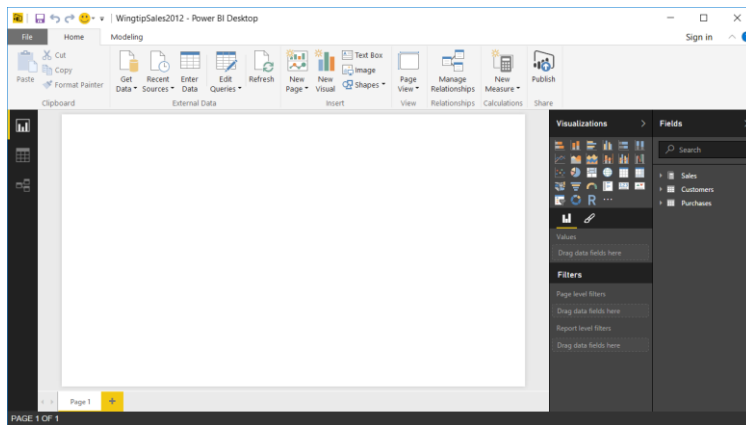 WingtipSales2012 - Power BI Desktop
File Home Modeling Sign in
Paste
Cut
Copy
Format Painter
Clipboard
Get Data
Recent Sources
Enter Data
Edit Queries
Refresh
External Data
New Page
New Visual
Text Box
Image
Shapes
Insert
Page View
View
Manage Relationships
Relationships
New Measure
Calculations
Publish
Share
Visualizations
R
Values
Drag data fields here
Filters
Page level filters
Drag data fields here
Report level filters
Drag data fields here
Fields
Search
Sales
Customers
Purchases
Page 1
PAGE 1 OF 1